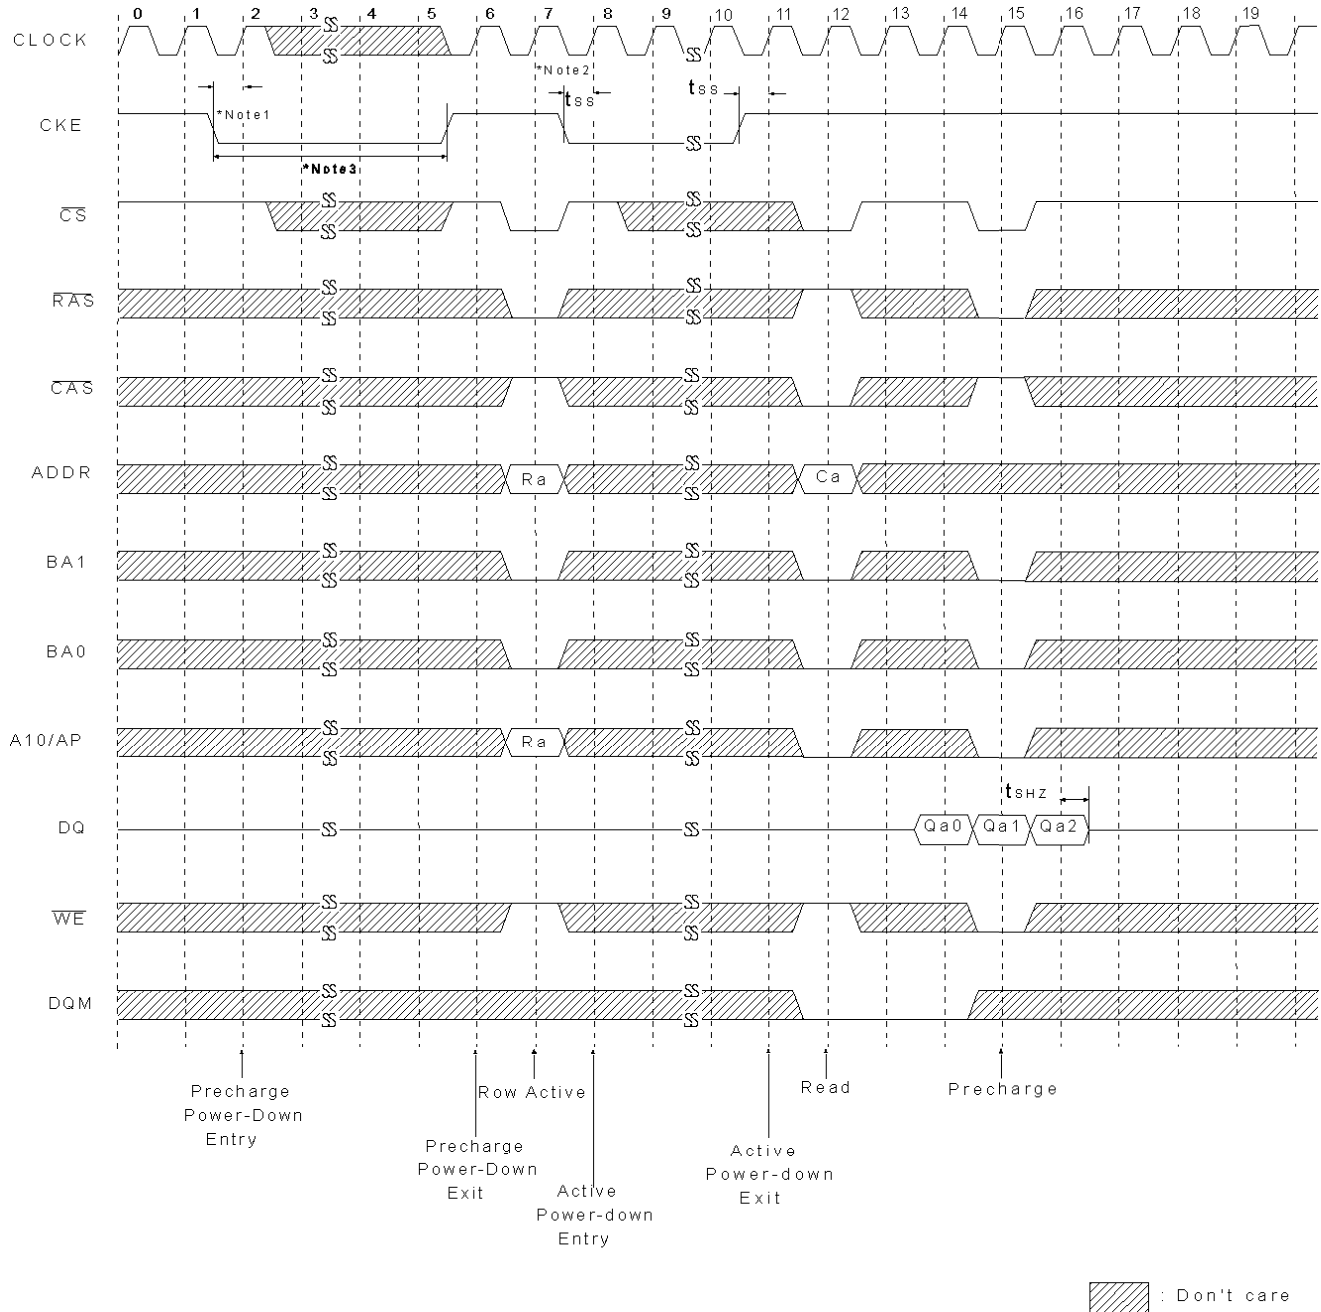 0 1 2 3 4 5 6 7 8 9 10 11 12 13 14 15 16 17 18 19
CLOCK
*Note2
*Note1
tSS
tSS
CKE
*Note3
CS
RAS
CAS
ADDR
Ra
Ca
BA1
BA0
A10/AP
Ra
tSHZ
DQ
Qa0 Qa1 Qa2
WE
DQM
Precharge
Power-Down
Entry
Row Active
Read
Precharge
Precharge
Power-Down
Exit
Active
Power-down
Exit
Active
Power-down
Entry
: Don't care